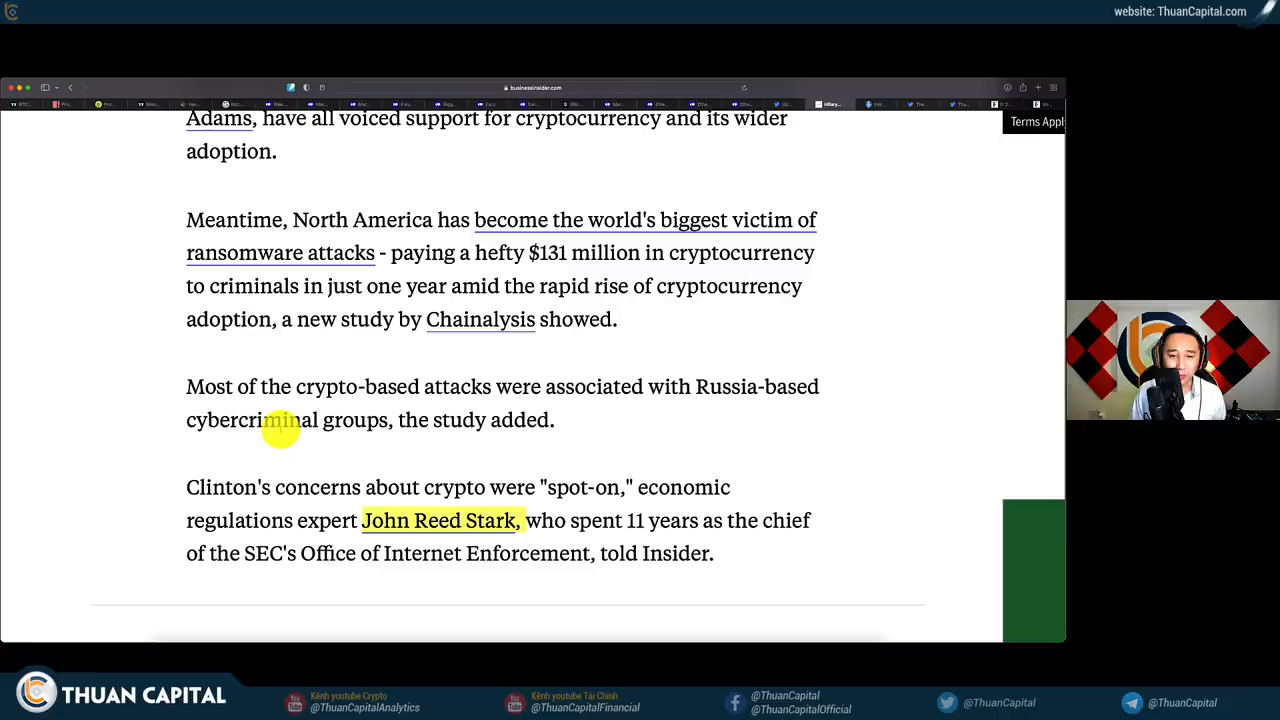 website: ThuanCapital.com
businessinsider.com
Adams, have all voiced support for cryptocurrency and its wider
adoption.
Terms Appl
Meantime, North America has become the world's biggest victim of
ransomware attacks - paying a hefty $131 million in cryptocurrency
to criminals in just one year amid the rapid rise of cryptocurrency
adoption, a new study by Chainalysis showed.
Most of the crypto-based attacks were associated with Russia-based
cybercriminal groups, the study added.
Clinton's concerns about crypto were "spot-on," economic
regulations expert John Reed Stark, who spent 11 years as the chief
of the SEC's Office of Internet Enforcement, told Insider.
THUAN CAPITAL
Kênh youtube Crypto
@ThuanCapitalAnalytics
Kênh youtube Tài Chính
@ThuanCapitalFinancial
@ThuanCapital
@ThuanCapitalOfficial
@ThuanCapital
@ThuanCapital